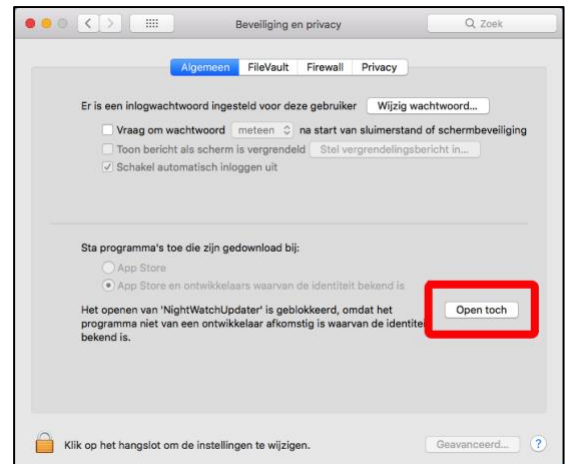 Beveiliging en privacy
Zoek
Algemeen FileVault Firewall Privacy
Er is een inlogwachtwoord ingesteld voor deze gebruiker Wijzig wachtwoord...
Vraag om wachtwoord meteen na start van sluimerstand of schermbeveiliging
Toon bericht als scherm is vergrendeld Stel vergrendelingsbericht in...
Schakel automatisch inloggen uit
Sta programma's toe die zijn gedownload bij:
App Store
App Store en ontwikkelaars waarvan de identiteit bekend is
Het openen van 'NightWatchUpdater' is geblokkeerd, omdat het
Open toch
programma niet van een ontwikkelaar afkomstig is waarvan de identitei
bekend is.
Klik op het hangslot om de instellingen te wijzigen.
Geavanceerd... ?